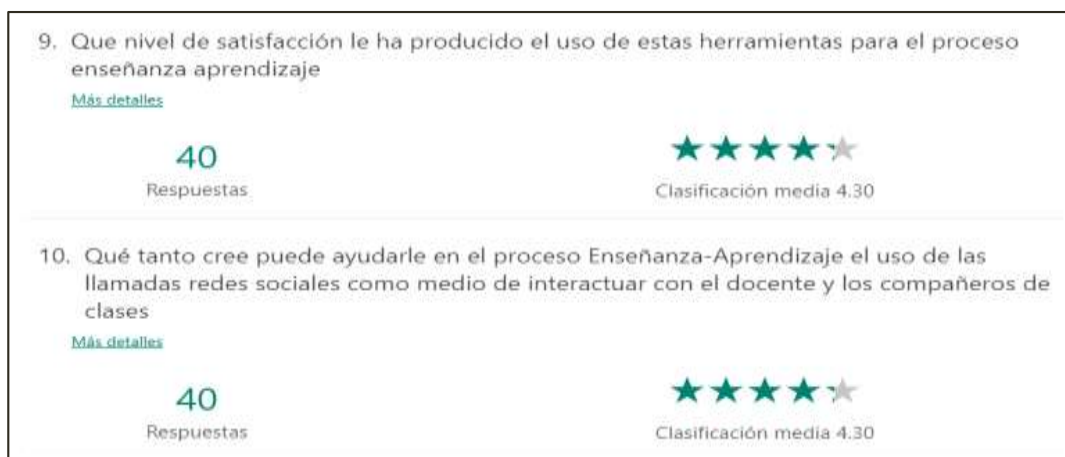 9. Que nivel de satisfacción le ha producido el uso de estas herramientas para el proceso
enseñanza aprendizaje
Más detalles
40
Respuestas
Clasificación media 4.30
10. Qué tanto cree puede ayudarle en el proceso Enseñanza-Aprendizaje el uso de las
llamadas redes sociales como medio de interactuar con el docente y los compañeros de
clases
Más detalles
40
Respuestas
Clasificación media 4.30